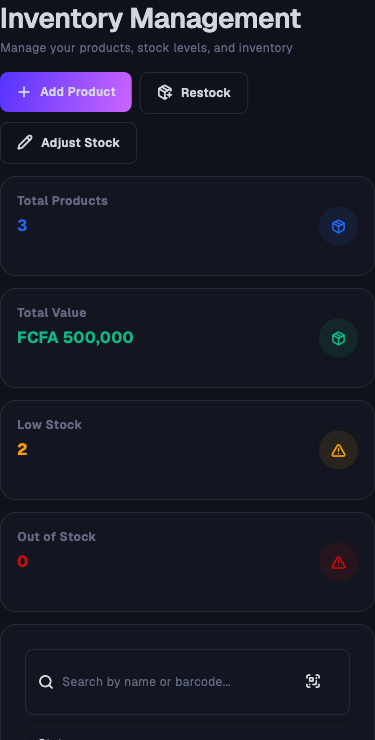 Inventory Management
Manage your products, stock levels, and inventory
Add Product
Restock
Adjust Stock
Total Products
3
Total Value
FCFA 500,000
Low Stock
2
Out of Stock
0
Search by name or barcode...